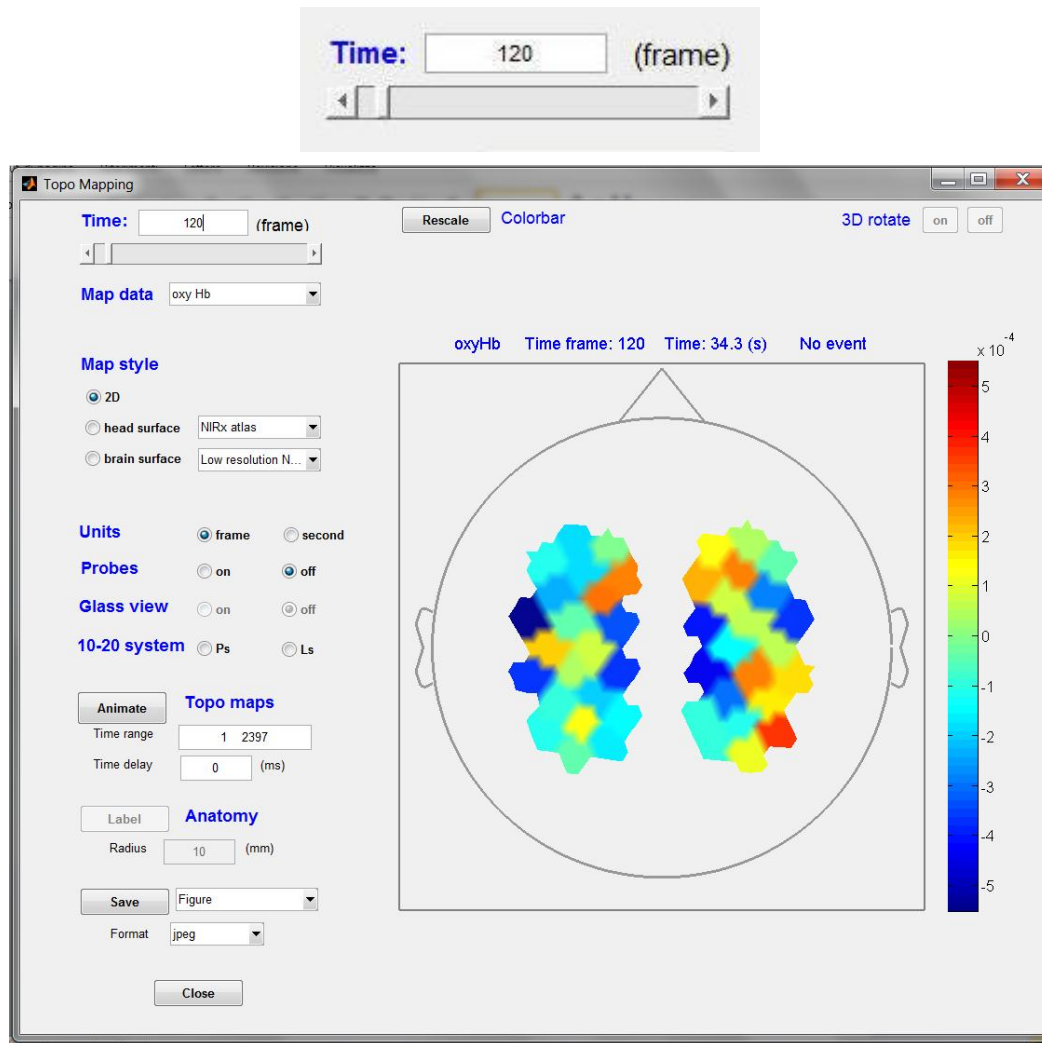 Time: 120 (frame)
Topo Mapping
Time: 120 (frame)
Rescale Colorbar
3D rotate on off
Map data oxy Hb
oxyHb Time frame: 120 Time: 34.3 (s) No event
x 10-4
Map style
2D
head surface NIRx atlas
brain surface Low resolution N...
Units frame second
Probes on off
Glass view on off
10-20 system Ps Ls
Animate Topo maps
Time range 1 2397
Time delay 0 (ms)
Label Anatomy
Radius 10 (mm)
Save Figure
Format jpeg
Close
5
4
3
2
1
0
-1
-2
-3
-4
-5